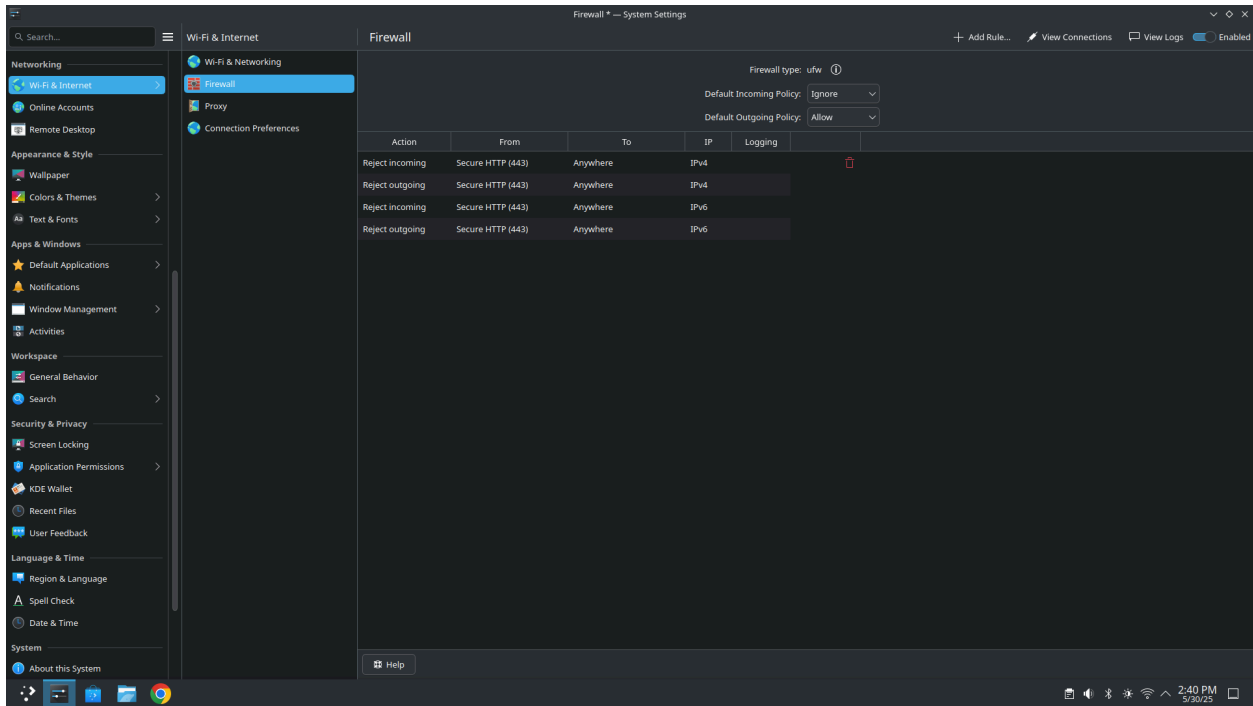 Firewall * — System Settings
Search...
Wi-Fi & Internet
Firewall
Add Rule...
View Connections
View Logs
Enabled
Networking
Wi-Fi & Internet
Online Accounts
Remote Desktop
Appearance & Style
Wallpaper
Colors & Themes
Aa Text & Fonts
Apps & Windows
Default Applications
Notifications
Window Management
Activities
Workspace
General Behavior
Search
Security & Privacy
Screen Locking
Application Permissions
KDE Wallet
Recent Files
User Feedback
Language & Time
Region & Language
A Spell Check
Date & Time
System
About this System
Wi-Fi & Networking
Firewall
Proxy
Connection Preferences
Firewall type: ufw
Default Incoming Policy: Ignore
Default Outgoing Policy: Allow
Action From To IP Logging
Reject incoming Secure HTTP (443) Anywhere IPv4
Reject outgoing Secure HTTP (443) Anywhere IPv4
Reject incoming Secure HTTP (443) Anywhere IPv6
Reject outgoing Secure HTTP (443) Anywhere IPv6
Help
2:40 PM
5/30/25